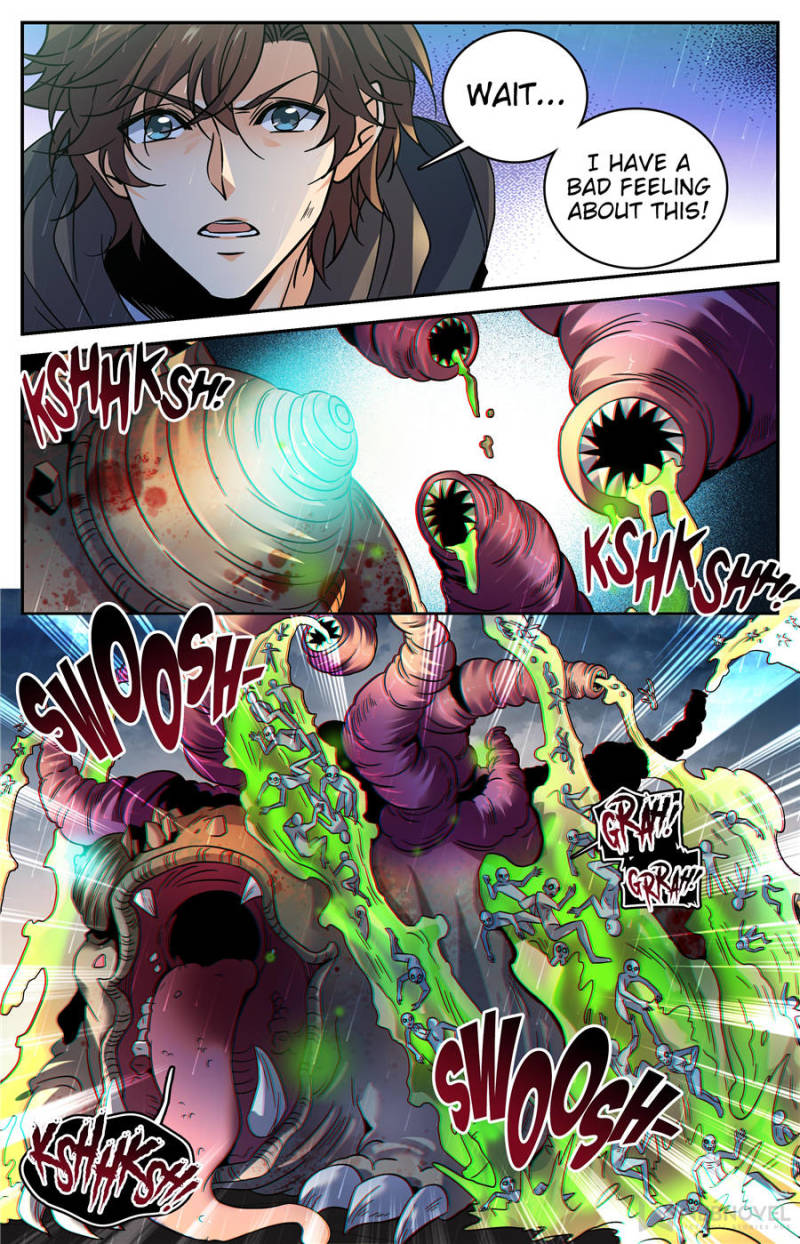 WAIT...
I HAVE A
BAD FEELING
ABOUT THIS!
KSHHKSH!
KSHKSHH!
SWOOSH-
GRAH!
GRRAH!
SWOOSH-
KSHHKSH!